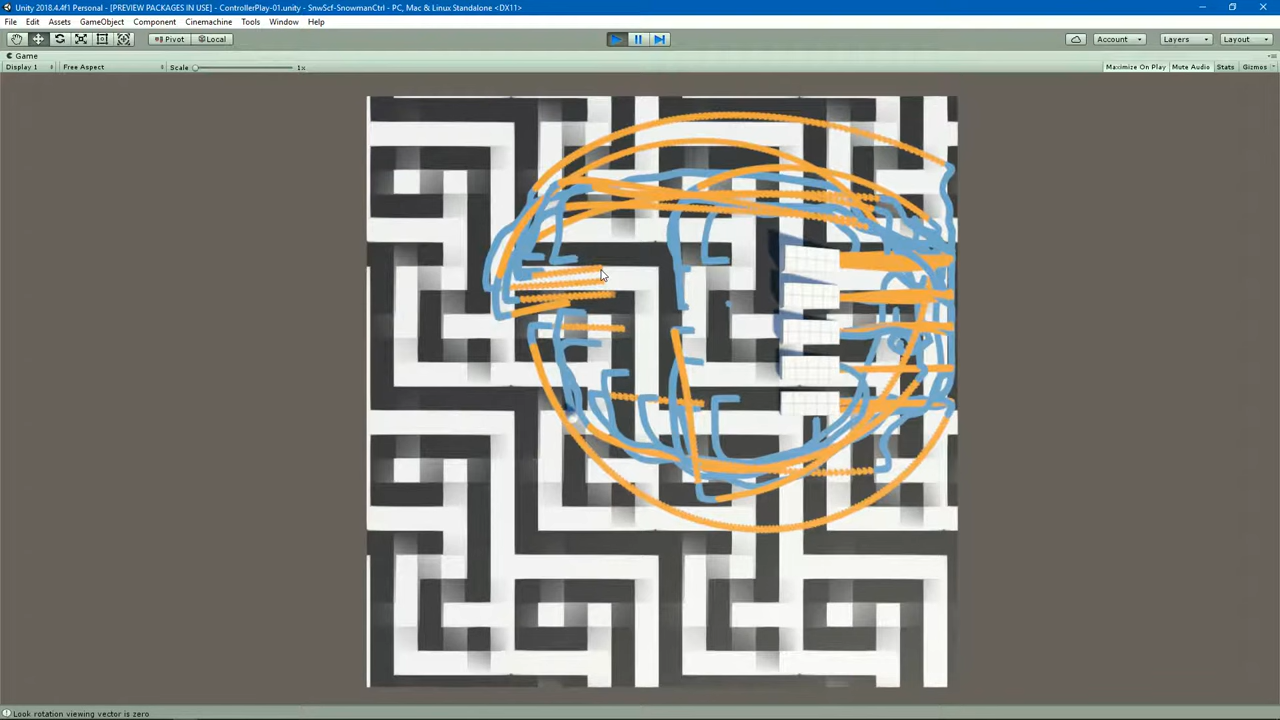 Unity 2018.4.4f1 Personal - [PREVIEW PACKAGES IN USE] - ControllerPlay-01.unity - SnwScf-SnowmanCtrl - PC, Mac & Linux Standalone <DX11>
File Edit Assets GameObject Component Cinemachine Tools Window Help
Pivot Local Account Layers Layout
Game
Display 1 Free Aspect Scale 1x Maximize On Play Mute Audio Stats Gizmos
Look rotation viewing vector is zero